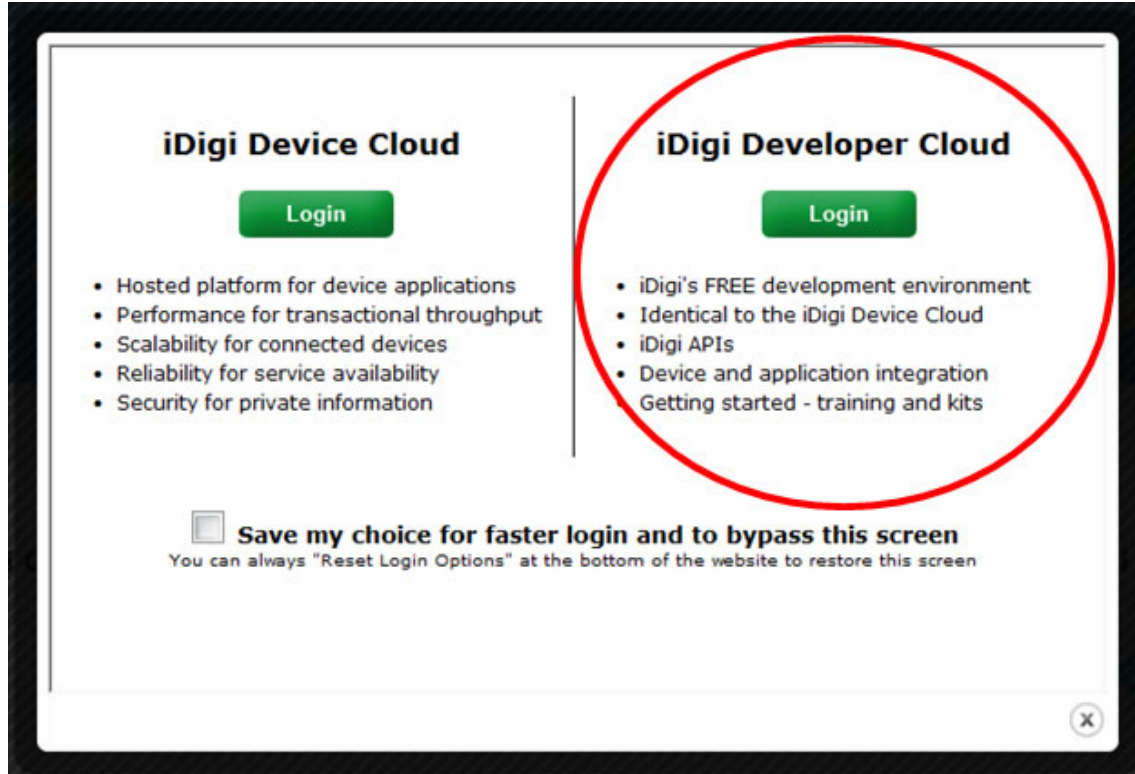 iDigi Device Cloud
Login
• Hosted platform for device applications
• Performance for transactional throughput
• Scalability for connected devices
• Reliability for service availability
• Security for private information
iDigi Developer Cloud
Login
• iDigi's FREE development environment
• Identical to the iDigi Device Cloud
• iDigi APIs
• Device and application integration
• Getting started - training and kits
Save my choice for faster login and to bypass this screen
You can always "Reset Login Options" at the bottom of the website to restore this screen
X